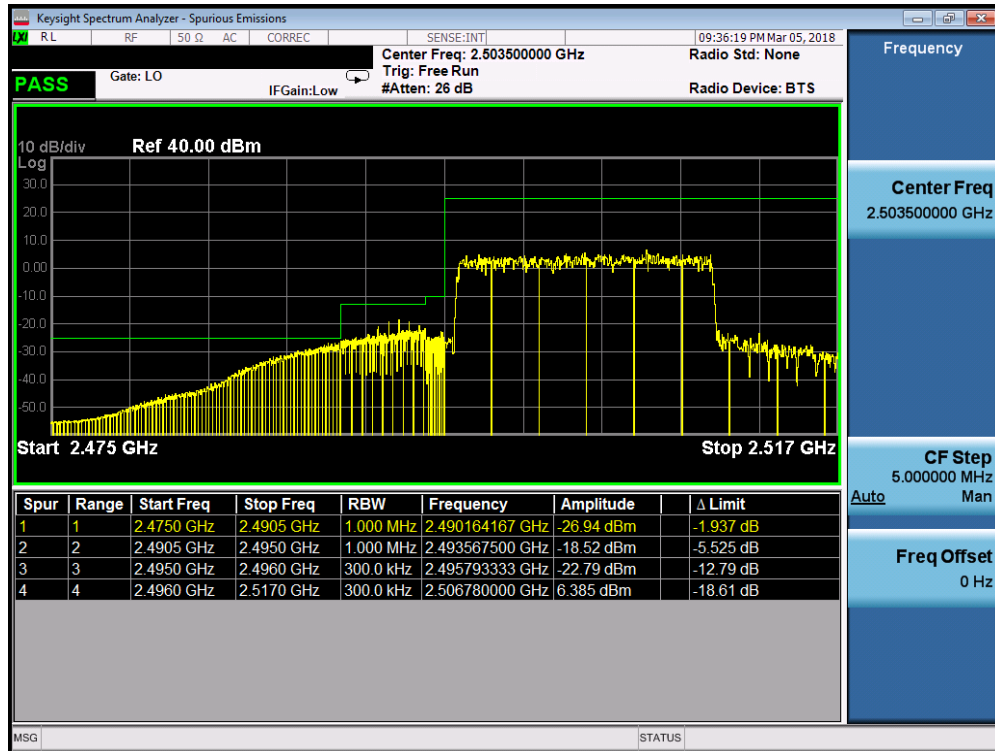 Keysight Spectrum Analyzer - Spurious Emissions
LXI RL RF 50 Ω AC CORREC SENSE:INT 09:36:19 PM Mar 05, 2018
Center Freq: 2.503500000 GHz Radio Std: None
Gate: LO Trig: Free Run
PASS IFGain:Low #Atten: 26 dB Radio Device: BTS
10 dB/div Ref 40.00 dBm
Log
30.0
20.0
10.0
0.00
-10.0
-20.0
-30.0
-40.0
-50.0
Start 2.475 GHz Stop 2.517 GHz
Spur Range Start Freq Stop Freq RBW Frequency Amplitude Δ Limit
1 1 2.4750 GHz 2.4905 GHz 1.000 MHz 2.490164167 GHz -26.94 dBm -1.937 dB
2 2 2.4905 GHz 2.4950 GHz 1.000 MHz 2.493567500 GHz -18.52 dBm -5.525 dB
3 3 2.4950 GHz 2.4960 GHz 300.0 kHz 2.495793333 GHz -22.79 dBm -12.79 dB
4 4 2.4960 GHz 2.5170 GHz 300.0 kHz 2.506780000 GHz 6.385 dBm -18.61 dB
MSG STATUS
Frequency
Center Freq
2.503500000 GHz
CF Step
5.000000 MHz
Auto Man
Freq Offset
0 Hz